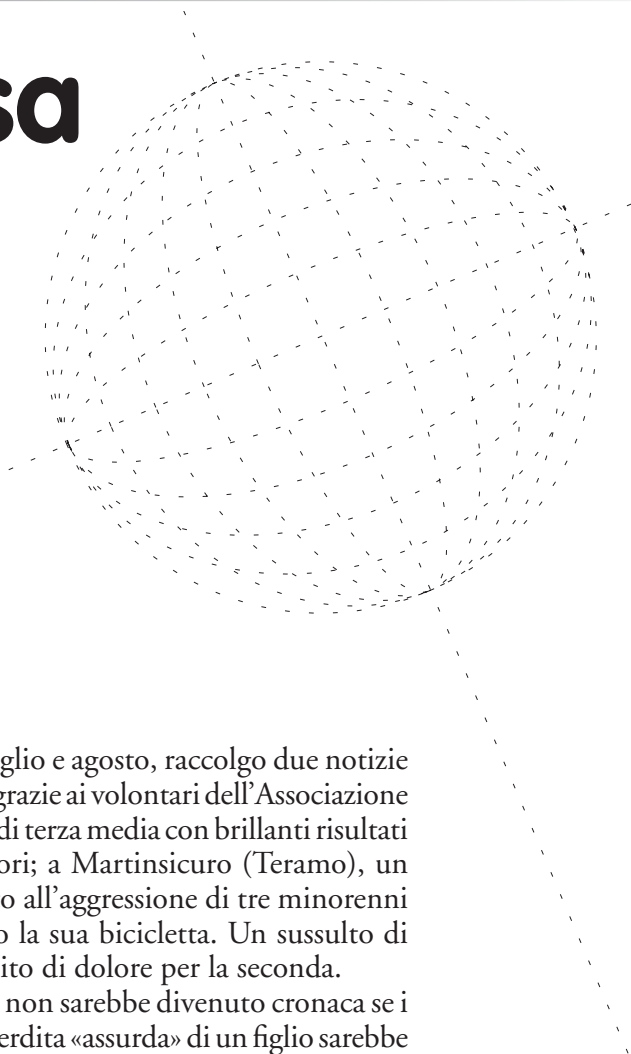 sa
glio e agosto, raccolgo due notizie
grazie ai volontari dell’Associazione
di terza media con brillanti risultati
ori; a Martinsicuro (Teramo), un
o all’aggressione di tre minorenni
o la sua bicicletta. Un sussulto di
ito di dolore per la seconda.
non sarebbe divenuto cronaca se i
erdita «assurda» di un figlio sarebbe